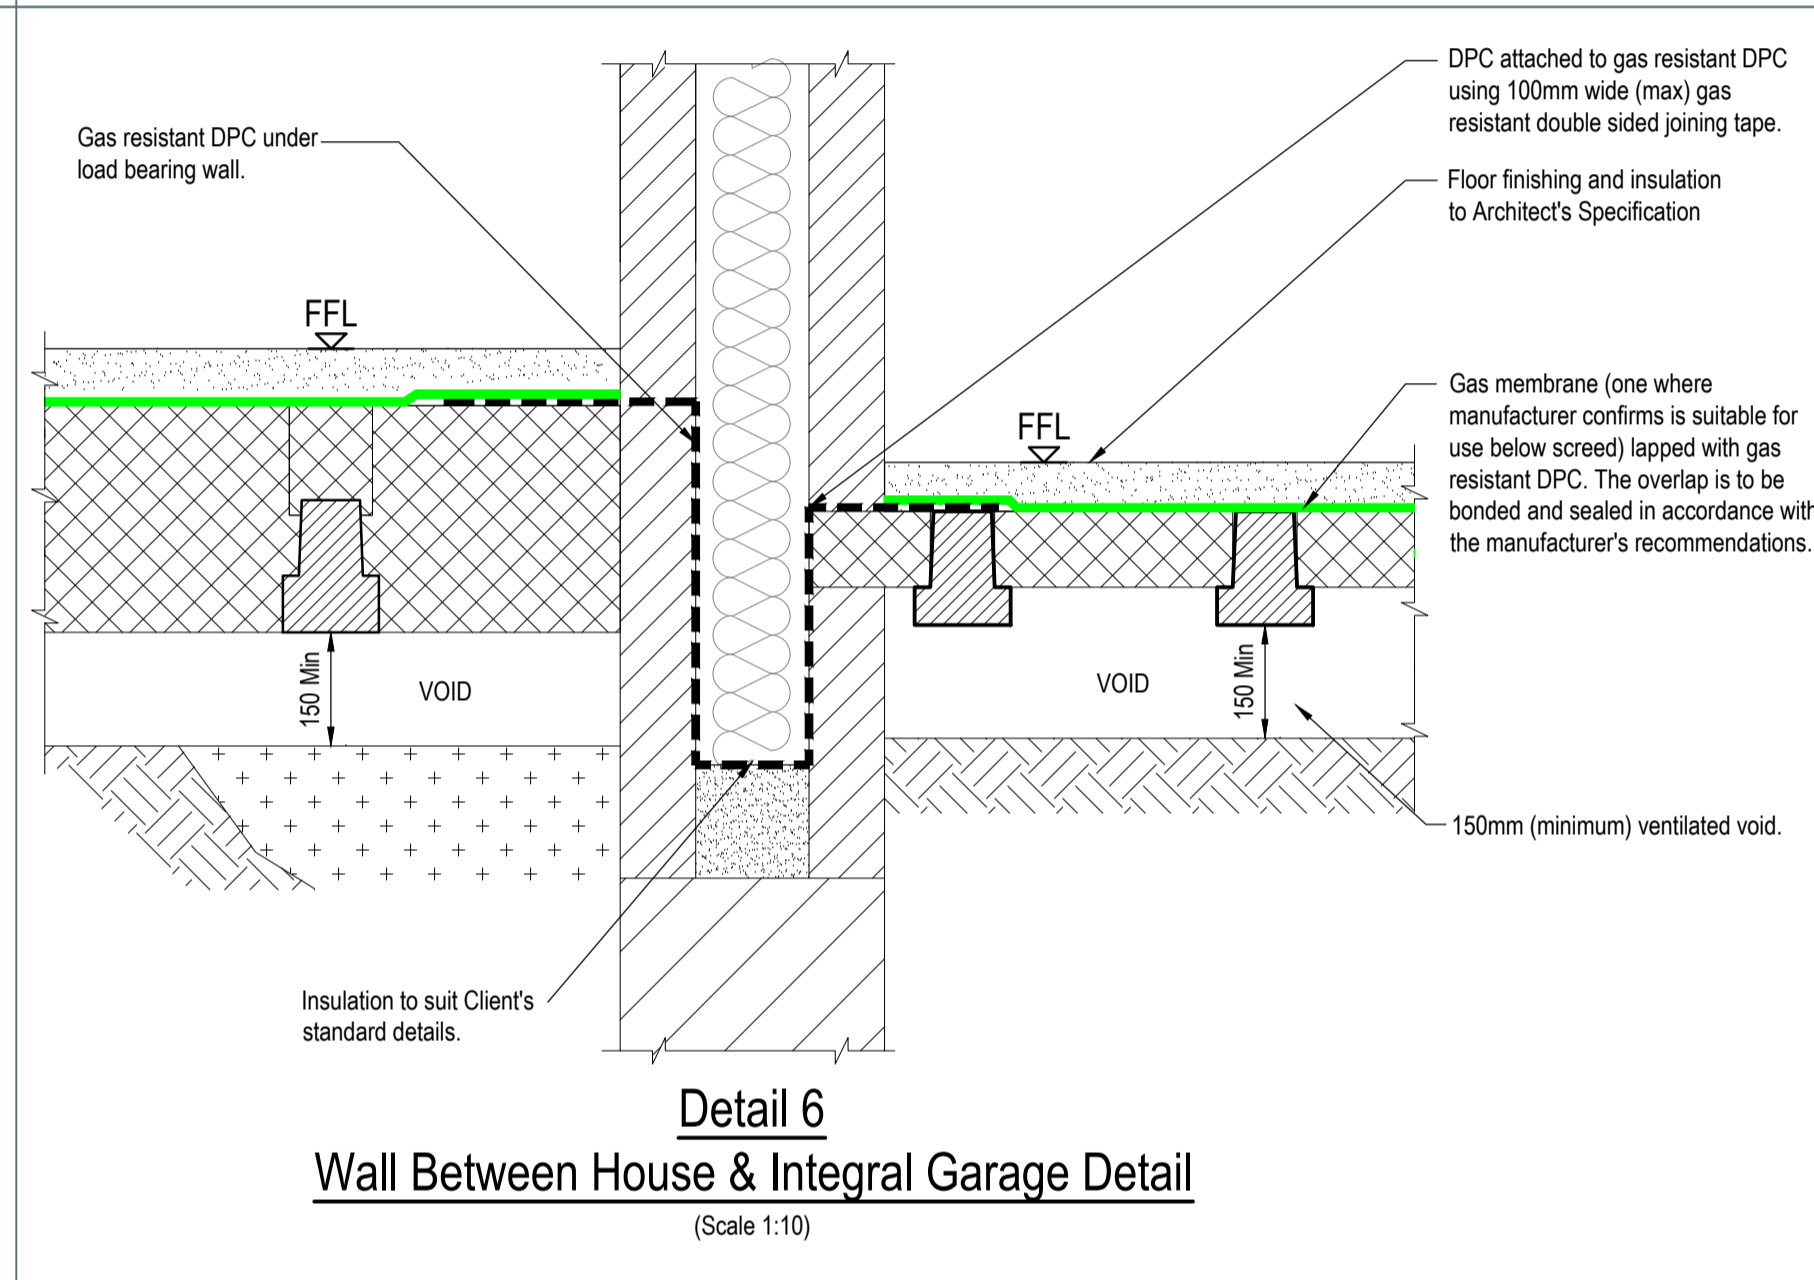 Gas resistant DPC under
load bearing wall.
DPC attached to gas resistant DPC
using 100mm wide (max) gas
resistant double sided joining tape.
Floor finishing and insulation
to Architect's Specification
FFL
FFL
Gas membrane (one where
manufacturer confirms is suitable for
use below screed) lapped with gas
resistant DPC. The overlap is to be
bonded and sealed in accordance with
the manufacturer's recommendations.
150 Min
VOID
VOID
150 Min
150mm (minimum) ventilated void.
Insulation to suit Client's
standard details.
Detail 6
Wall Between House & Integral Garage Detail
(Scale 1:10)